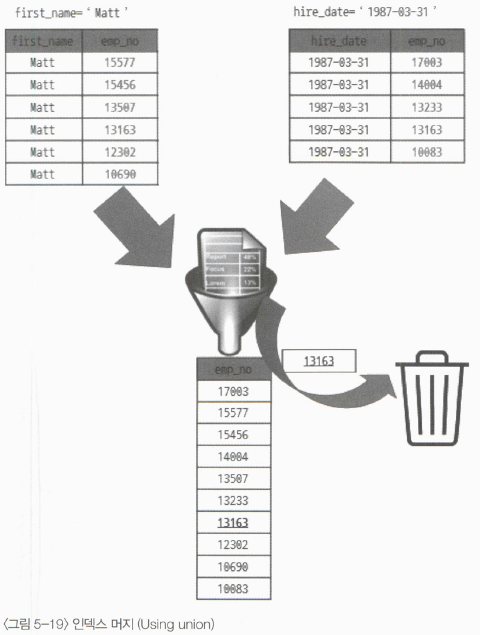 first_name= ‘ Matt ’
hire_date= ‘ 1987-03-31 ’
first_name emp_no
Matt 15577
Matt 15456
Matt 13507
Matt 13163
Matt 12302
Matt 10690
hire_date emp_no
1987-03-31 17003
1987-03-31 14004
1987-03-31 13233
1987-03-31 13163
1987-03-31 10083
Report 48%
Focus 22%
Lorem 13%
13163
emp_no
17003
15577
15456
14004
13507
13233
13163
12302
10690
10083
〈그림 5-19〉 인덱스 머지 (Using union)